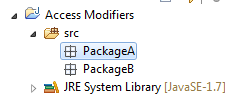 Access Modifiers
src
PackageA
PackageB
JRE System Library [JavaSE-1.7]